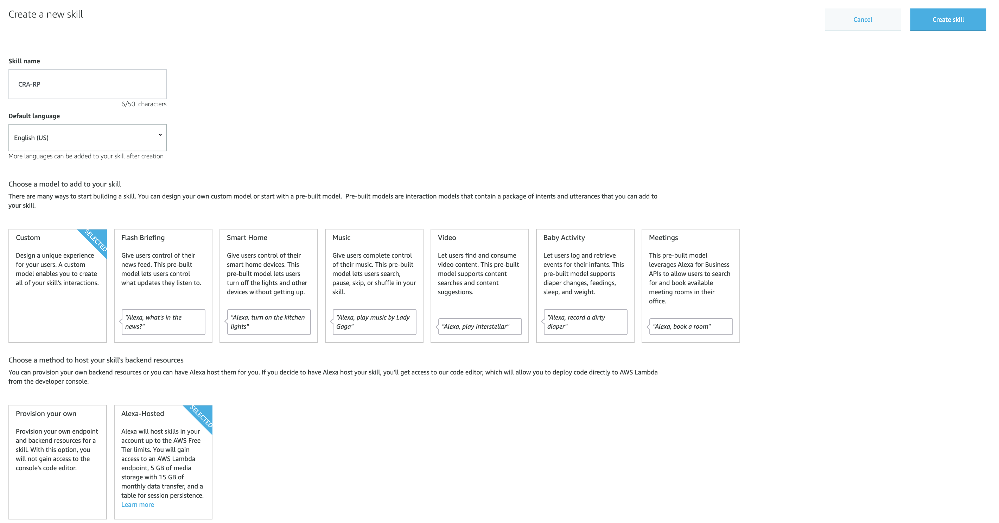 Create a new skill
Cancel
Create skill
Skill name
CRA-RP
6/50 characters
Default language
English (US)
More languages can be added to your skill after creation
Choose a model to add to your skill
There are many ways to start building a skill. You can design your own custom model or start with a pre-built model. Pre-built models are interaction models that contain a package of intents and utterances that you can add to
your skill.
Custom
SELECTED
Design a unique experience
for your users. A custom
model enables you to create
all of your skill's interactions.
Flash Briefing
Give users control of their
news feed. This pre-built
model lets users control
what updates they listen to.
"Alexa, what's in the
news?"
Smart Home
Give users control of their
smart home devices. This
pre-built model lets users
turn off the lights and other
devices without getting up.
"Alexa, turn on the kitchen
lights"
Music
Give users complete control
of their music. This pre-built
model lets users search,
pause, skip, or shuffle in your
skill.
"Alexa, play music by Lady
Gaga"
Video
Let users find and consume
video content. This pre-built
model supports content
searches and content
suggestions.
"Alexa, play Interstellar"
Baby Activity
Let users log and retrieve
events for their infants. This
pre-built model supports
diaper changes, feedings,
sleep, and weight.
"Alexa, record a dirty
diaper"
Meetings
This pre-built model
leverages Alexa for Business
APIs to allow users to search
for and book available
meeting rooms in their
office.
"Alexa, book a room"
Choose a method to host your skill's backend resources
You can provision your own backend resources or you can have Alexa host them for you. If you decide to have Alexa host your skill, you'll get access to our code editor, which will allow you to deploy code directly to AWS Lambda
from the developer console.
Provision your own
Provision your own endpoint
and backend resources for a
skill. With this option, you
will not gain access to the
console's code editor.
Alexa-Hosted
SELECTED
Alexa will host skills in your
account up to the AWS Free
Tier limits. You will gain
access to an AWS Lambda
endpoint, 5 GB of media
storage with 15 GB of
monthly data transfer, and a
table for session persistence.
Learn more